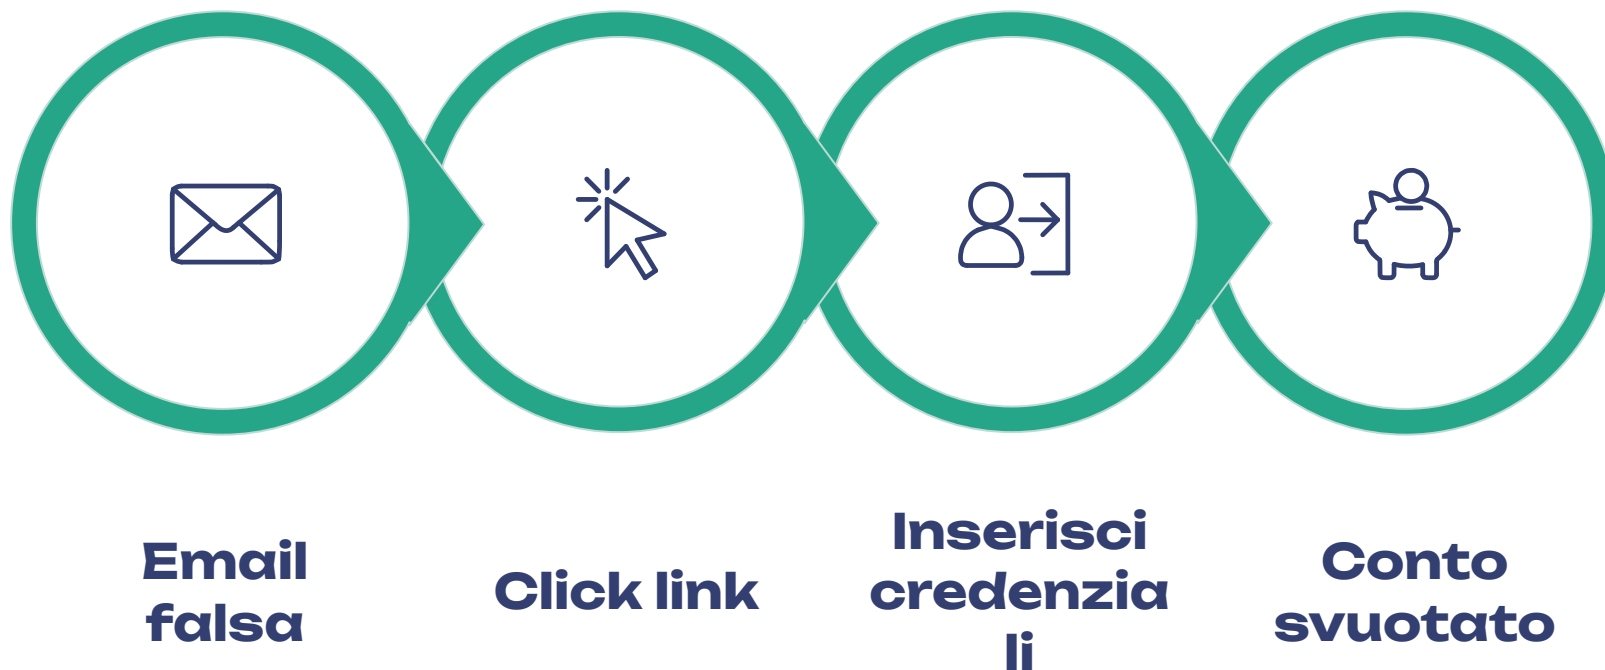 Email
falsa
Click link
Inserisci
credenzia
li
Conto
svuotato